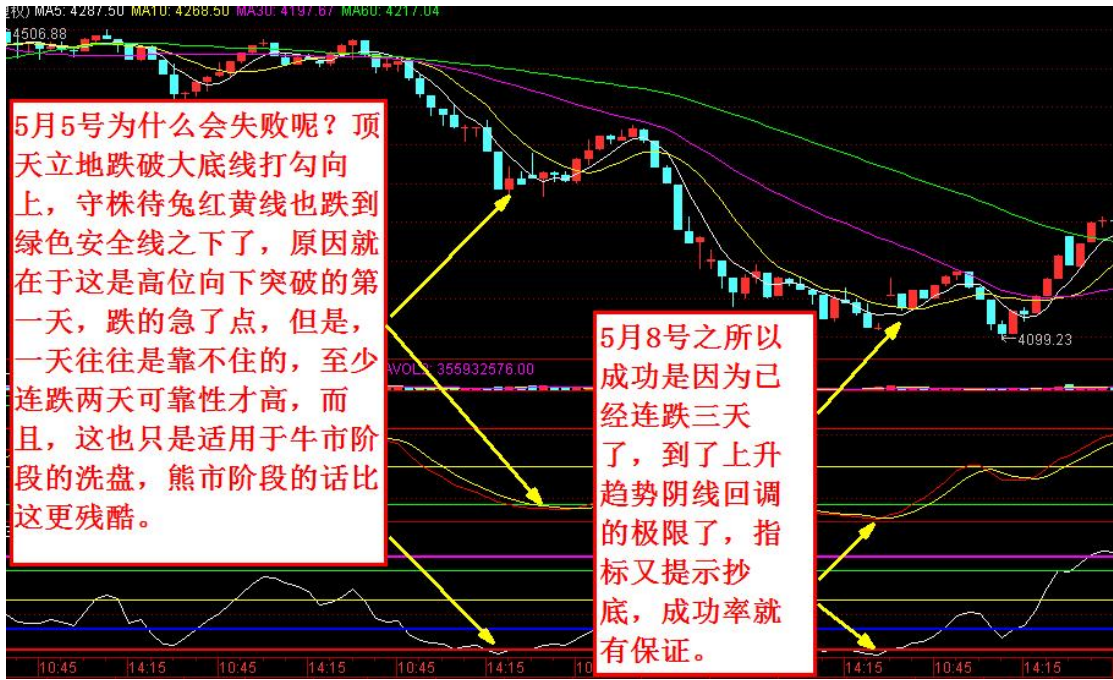 权) MA5: 4287.50 MA10: 4268.50 MA30: 4197.67 MA60: 4217.04
4506.88
5月5号为什么会失败呢？顶
天立地跌破大底线打勾向
上，守株待兔红黄线也跌到
绿色安全线之下了，原因就
在于这是高位向下突破的第
一天，跌的急了点，但是，
一天往往是靠不住的，至少
连跌两天可靠性才高，而
且，这也只是适用于牛市阶
段的洗盘，熊市阶段的话比
这更残酷。
4099.23
355932576.00
5月8号之所以
成功是因为已
经连跌三天
了，到了上升
趋势阴线回调
的极限了，指
标又提示抄
底，成功率就
有保证。
10:45 14:15 10:45 14:15 10:45 14:15 10 14:15 10:45 14:15